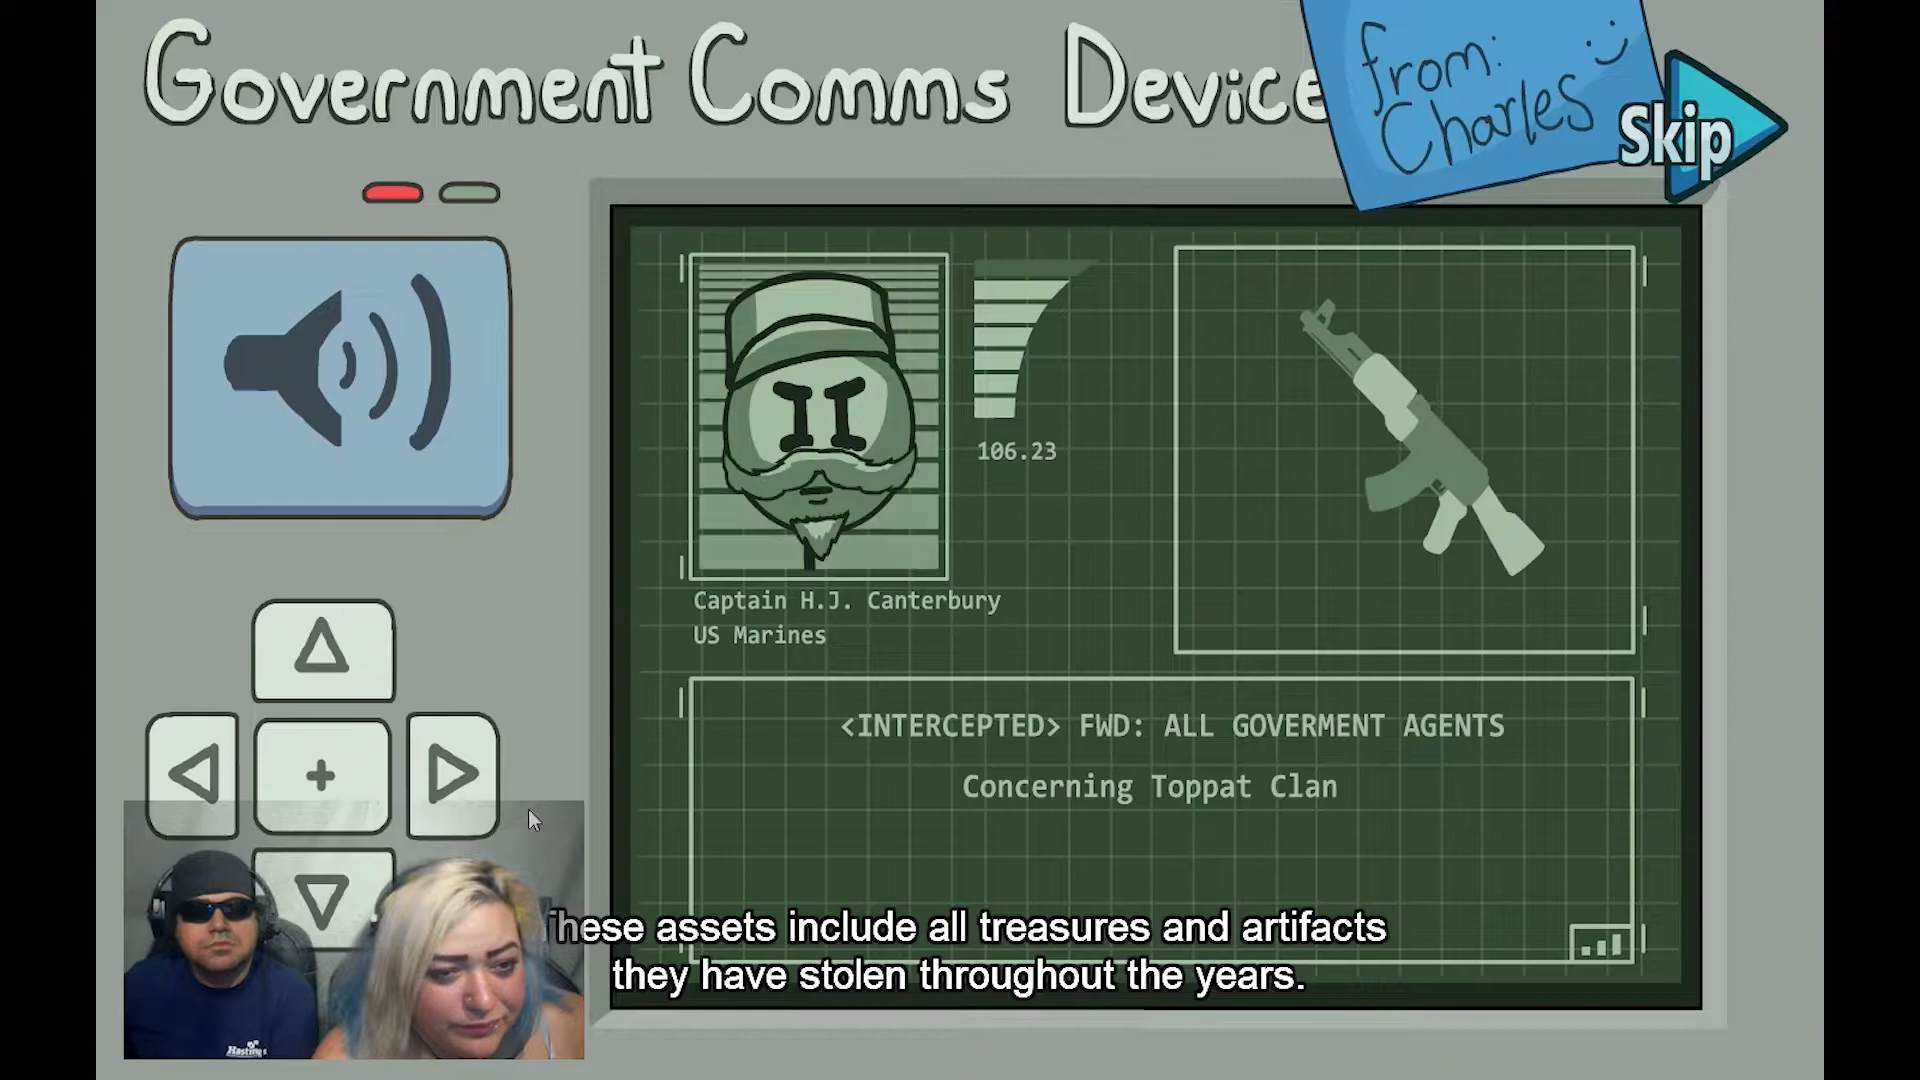 Government Comms Device
from: :)
Charles
Skip
106.23
Captain H.J. Canterbury
US Marines
<INTERCEPTED> FWD: ALL GOVERMENT AGENTS
Concerning Toppat Clan
These assets include all treasures and artifacts
they have stolen throughout the years.
Hastings